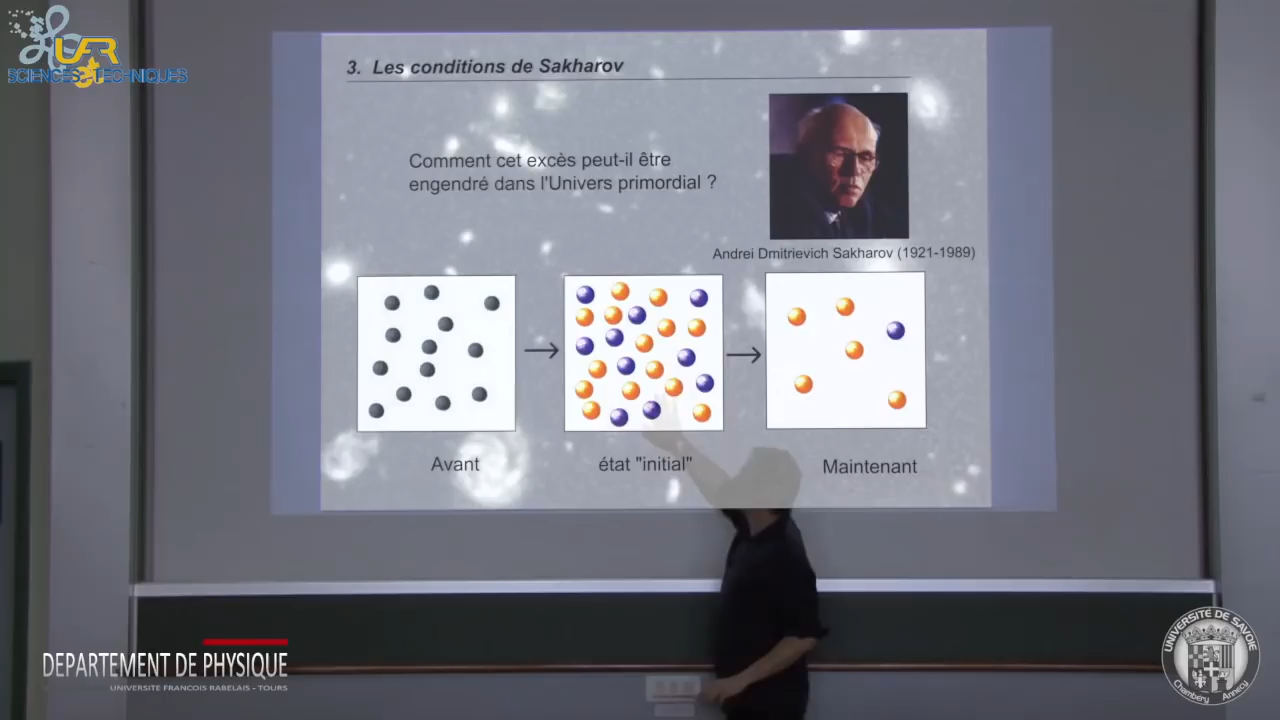 UFR
SCIENCES ET TECHNIQUES
3. Les conditions de Sakharov
Comment cet excès peut-il être
engendré dans l'Univers primordial ?
Andrei Dmitrievich Sakharov (1921-1989)
Avant
état "initial"
Maintenant
DEPARTEMENT DE PHYSIQUE
UNIVERSITE FRANCOIS RABELAIS - TOURS
UNIVERSITE DE SAVOIE
Chambéry Annecy